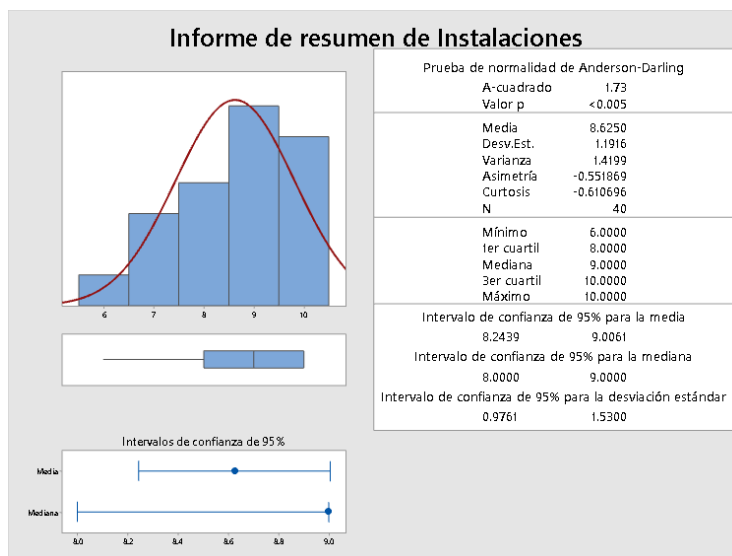 Informe de resumen de Instalaciones
6 7 8 9 10
Intervalos de confianza de 95%
Media
Mediana
8.0 8.2 8.4 8.6 8.8 9.0
Prueba de normalidad de Anderson-Darling
A-cuadrado 1.73
Valor p <0.005
Media 8.6250
Desv.Est. 1.1916
Varianza 1.4199
Asimetría -0.551869
Curtosis -0.610696
N 40
Mínimo 6.0000
1er cuartil 8.0000
Mediana 9.0000
3er cuartil 10.0000
Máximo 10.0000
Intervalo de confianza de 95% para la media
8.2439 9.0061
Intervalo de confianza de 95% para la mediana
8.0000 9.0000
Intervalo de confianza de 95% para la desviación estándar
0.9761 1.5300